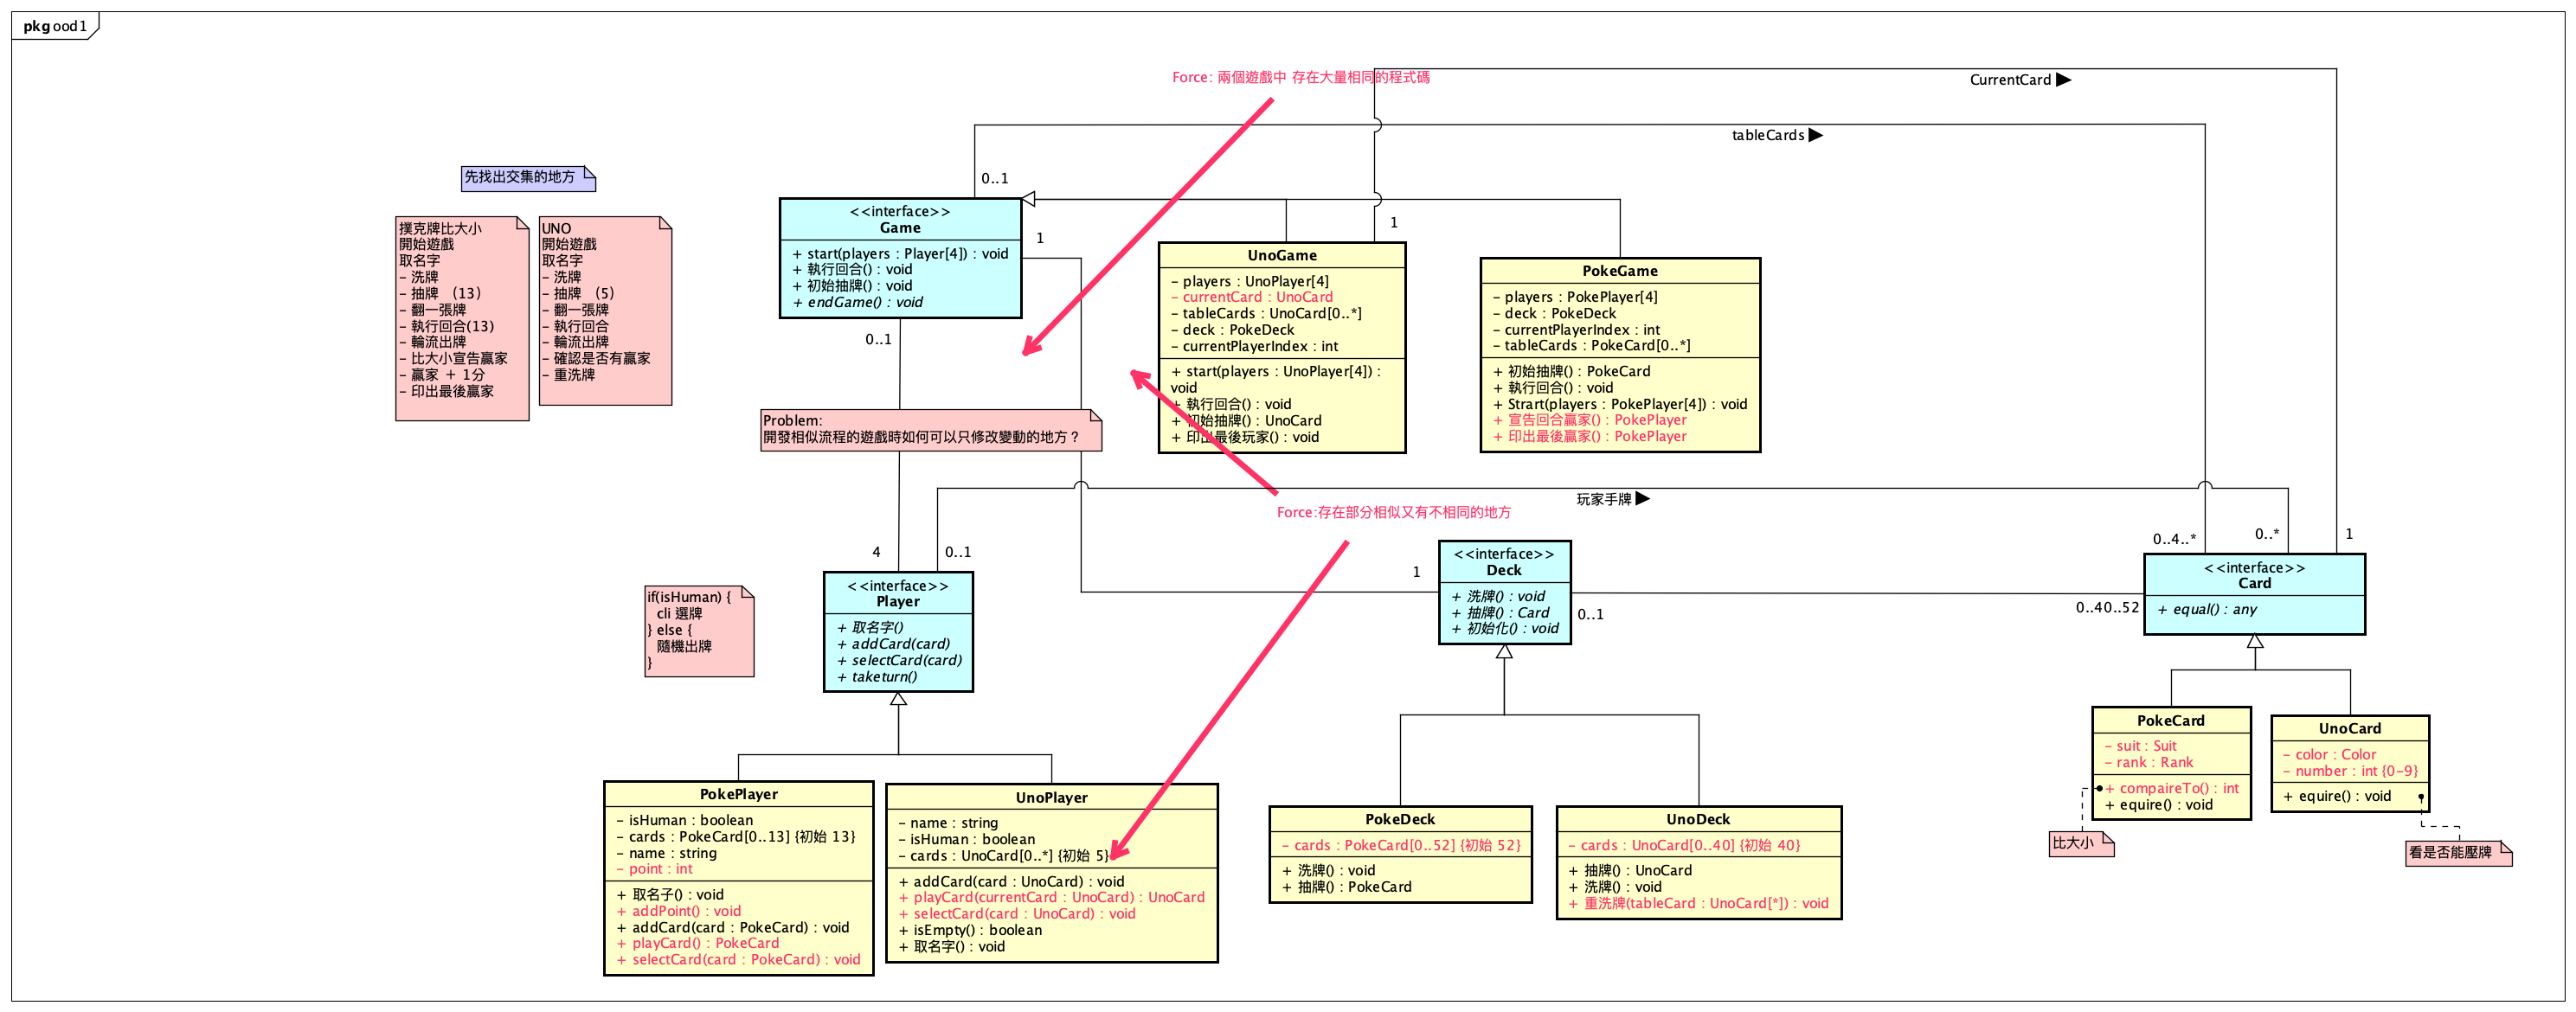 pkg ood1
Force: 兩個遊戲中 存在大量相同的程式碼
CurrentCard
tableCards
先找出交集的地方
0..1
撲克牌比大小
開始遊戲
取名字
- 洗牌
- 抽牌 (13)
- 翻一張牌
- 執行回合(13)
- 輪流出牌
- 比大小宣告贏家
- 贏家 + 1分
- 印出最後贏家
UNO
開始遊戲
取名字
- 洗牌
- 抽牌 (5)
- 翻一張牌
- 執行回合
- 輪流出牌
- 確認是否有贏家
- 重洗牌
<<interface>>
Game
+ start(players : Player[4]) : void
+ 執行回合() : void
+ 初始抽牌() : void
+ endGame() : void
1
1
0..1
UnoGame
- players : UnoPlayer[4]
- currentCard : UnoCard
- tableCards : UnoCard[0..*]
- deck : PokeDeck
- currentPlayerIndex : int
+ start(players : UnoPlayer[4]) :
void
+ 執行回合() : void
+ 初始抽牌() : UnoCard
+ 印出最後玩家() : void
PokeGame
- players : PokePlayer[4]
- deck : PokeDeck
- currentPlayerIndex : int
- tableCards : PokeCard[0..*]
+ 初始抽牌() : PokeCard
+ 執行回合() : void
+ Strart(players : PokePlayer[4]) : void
+ 宣告回合贏家() : PokePlayer
+ 印出最後贏家() : PokePlayer
Problem:
開發相似流程的遊戲時如何可以只修改變動的地方？
玩家手牌
Force:存在部分相似又有不相同的地方
4
0..1
1
0..4..*
0..*
1
if(isHuman) {
cli 選牌
} else {
隨機出牌
}
<<interface>>
Player
+ 取名字()
+ addCard(card)
+ selectCard(card)
+ taketurn()
<<interface>>
Deck
+ 洗牌() : void
+ 抽牌() : Card
+ 初始化() : void
0..1
0..40..52
<<interface>>
Card
+ equal() : any
PokePlayer
- isHuman : boolean
- cards : PokeCard[0..13] {初始 13}
- name : string
- point : int
+ 取名子() : void
+ addPoint() : void
+ addCard(card : PokeCard) : void
+ playCard() : PokeCard
+ selectCard(card : PokeCard) : void
UnoPlayer
- name : string
- isHuman : boolean
- cards : UnoCard[0..*] {初始 5}
+ addCard(card : UnoCard) : void
+ playCard(currentCard : UnoCard) : UnoCard
+ selectCard(card : UnoCard) : void
+ isEmpty() : boolean
+ 取名字() : void
PokeDeck
- cards : PokeCard[0..52] {初始 52}
+ 洗牌() : void
+ 抽牌() : PokeCard
UnoDeck
- cards : UnoCard[0..40] {初始 40}
+ 抽牌() : UnoCard
+ 洗牌() : void
+ 重洗牌(tableCard : UnoCard[*]) : void
PokeCard
- suit : Suit
- rank : Rank
+ compaireTo() : int
+ equire() : void
UnoCard
- color : Color
- number : int {0-9}
+ equire() : void
比大小
看是否能壓牌